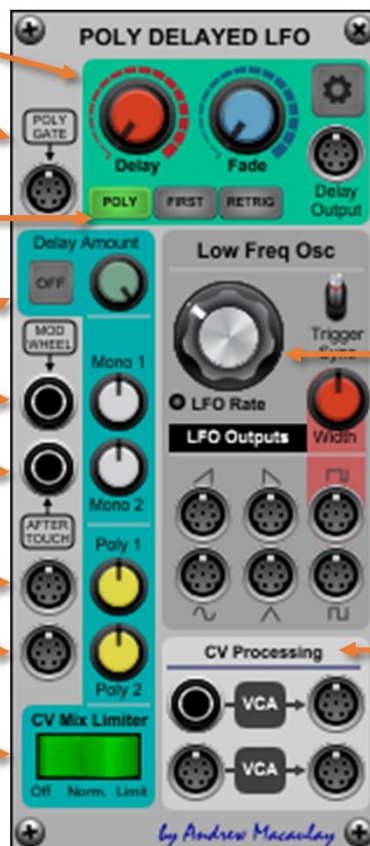 POLY DELAYED LFO
POLY
GATE
Delay
Fade
Delay
Output
POLY
FIRST
RETRIG
Delay Amount
OFF
Low Freq Osc
MOD
WHEEL
Trigger
Sync
Mono 1
LFO Rate
LFO Outputs
Width
Mono 2
AFTER
TOUCH
Poly 1
Poly 2
CV Processing
VCA
VCA
CV Mix Limiter
Off Norm. Limit
by Andrew Macaulay